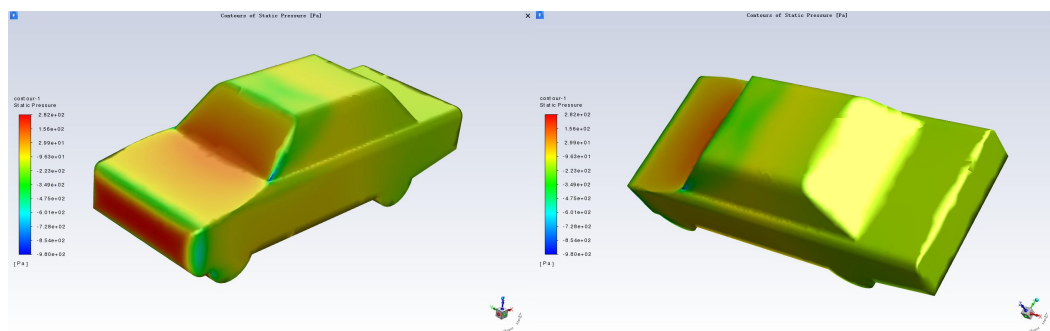 Contours of Static Pressure [Pa]
contour-1
Static Pressure
2.82e+02
1.56e+02
2.99e+01
-9.63e+01
-2.23e+02
-3.49e+02
-4.75e+02
-6.01e+02
-7.28e+02
-8.54e+02
-9.80e+02
[Pa]
Contours of Static Pressure [Pa]
contour-1
Static Pressure
2.82e+02
1.56e+02
2.99e+01
-9.63e+01
-2.23e+02
-3.49e+02
-4.75e+02
-6.01e+02
-7.28e+02
-8.54e+02
-9.80e+02
[Pa]